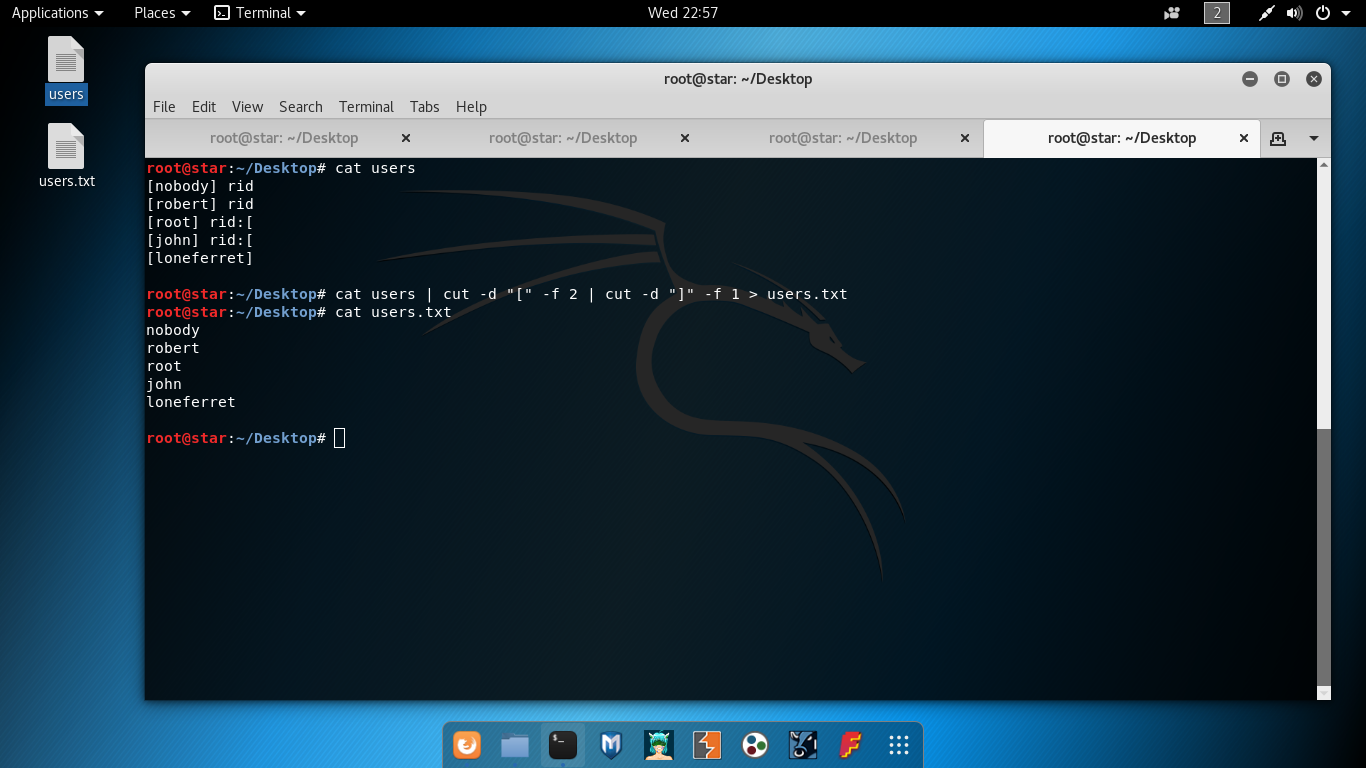 Applications Places Terminal Wed 22:57 2
users
users.txt
root@star: ~/Desktop
File Edit View Search Terminal Tabs Help
root@star: ~/Desktop root@star: ~/Desktop root@star: ~/Desktop root@star: ~/Desktop
root@star:~/Desktop# cat users
[nobody] rid
[robert] rid
[root] rid:[
[john] rid:[
[loneferret]
root@star:~/Desktop# cat users | cut -d "[" -f 2 | cut -d "]" -f 1 > users.txt
root@star:~/Desktop# cat users.txt
nobody
robert
root
john
loneferret
root@star:~/Desktop#